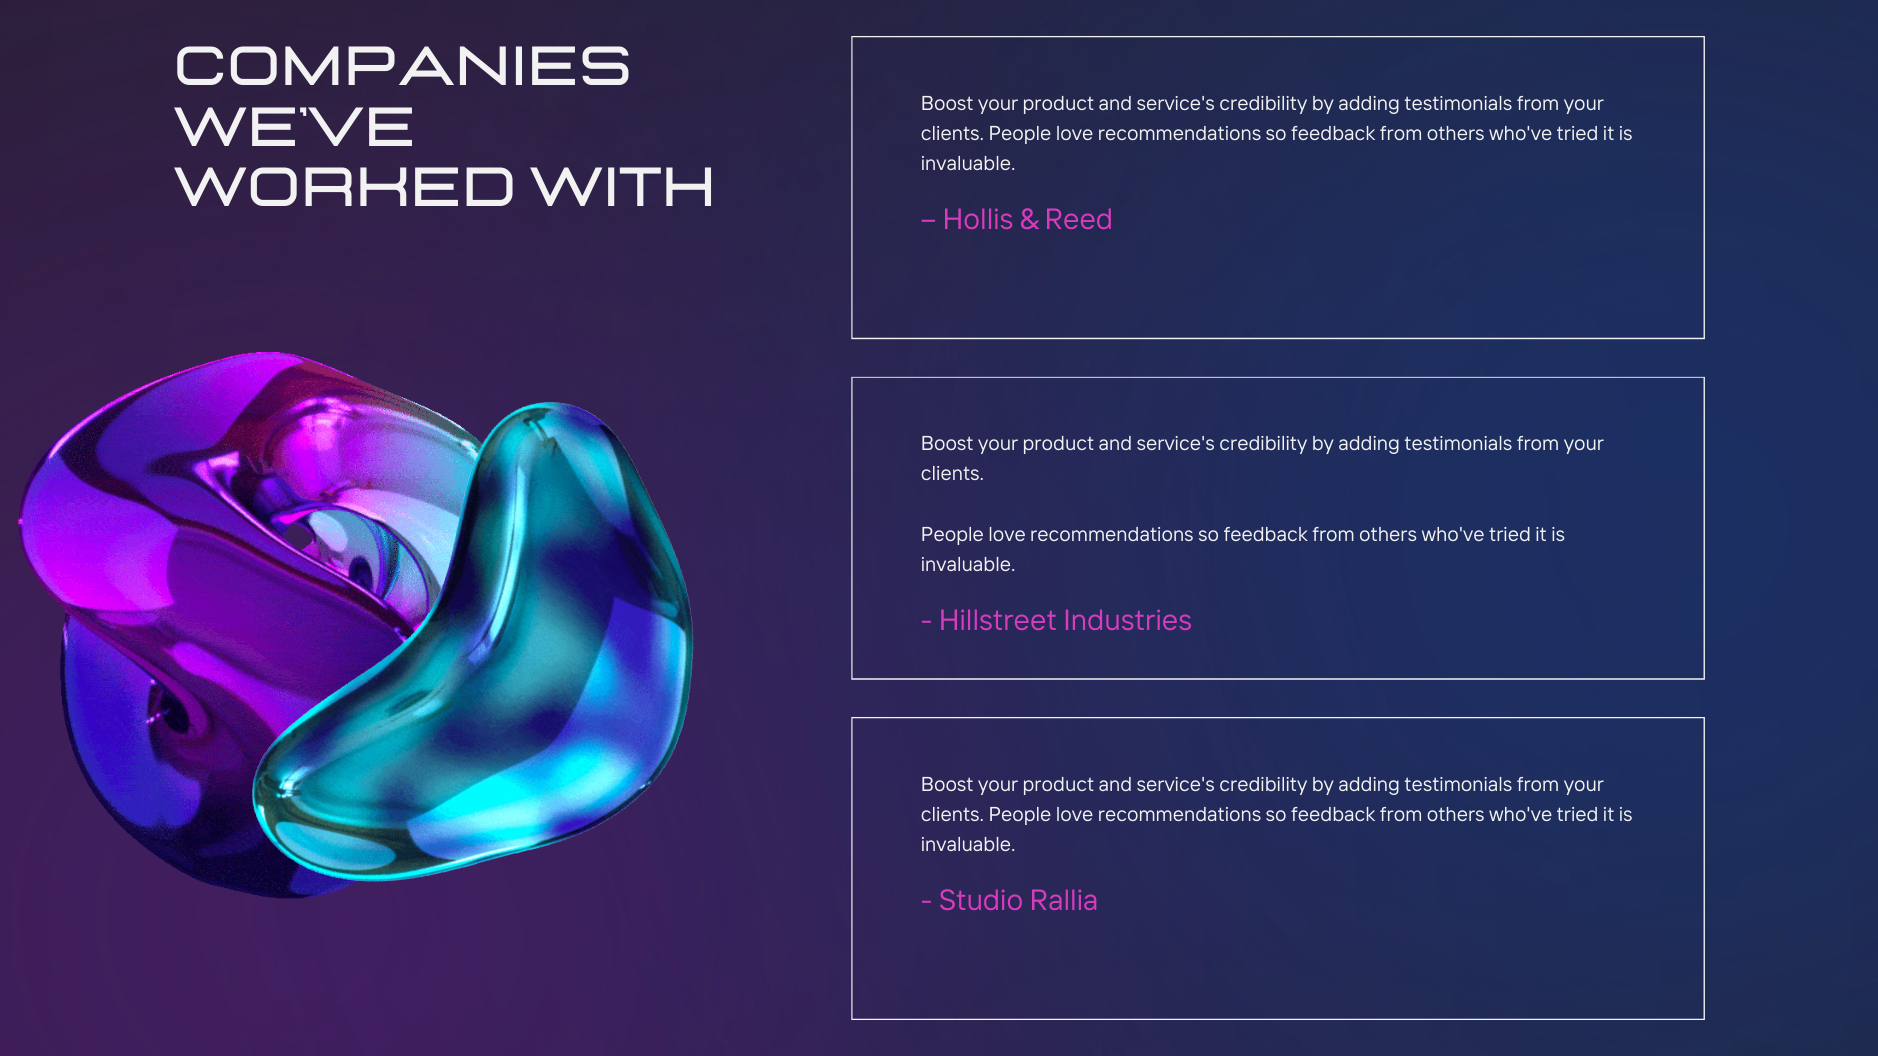 COMPANIES
WE'VE
WORKED WITH
Boost your product and service's credibility by adding testimonials from your
clients. People love recommendations so feedback from others who've tried it is
invaluable.
– Hollis & Reed
Boost your product and service's credibility by adding testimonials from your
clients.
People love recommendations so feedback from others who've tried it is
invaluable.
- Hillstreet Industries
Boost your product and service's credibility by adding testimonials from your
clients. People love recommendations so feedback from others who've tried it is
invaluable.
- Studio Rallia